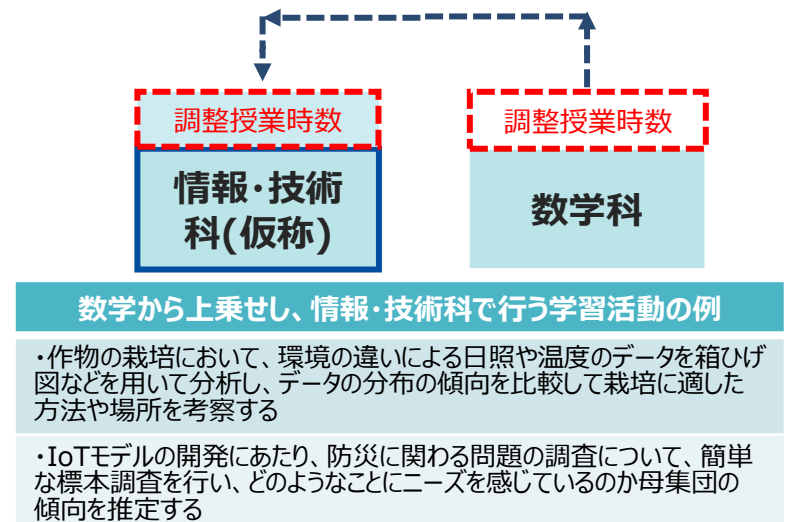 調整授業時数
調整授業時数
情報・技術
科(仮称)
数学科
数学から上乗せし、情報・技術科で行う学習活動の例
・作物の栽培において、環境の違いによる日照や温度のデータを箱ひげ
図などを用いて分析し、データの分布の傾向を比較して栽培に適した
方法や場所を考察する
・IoTモデルの開発にあたり、防災に関わる問題の調査について、簡単
な標本調査を行い、どのようなことにニーズを感じているのか母集団の
傾向を推定する